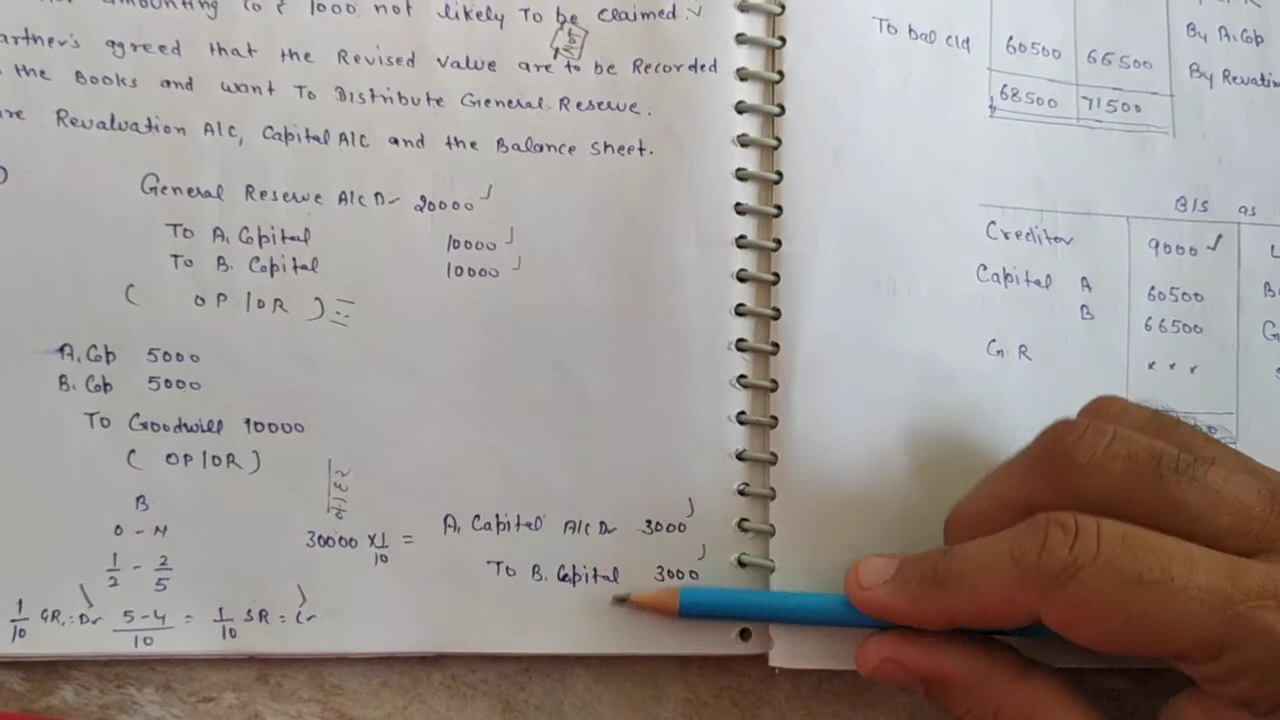 amounting to ₹ 1000 not likely to be claimed.
artner's agreed that the Revised value are to be Recorded
the Books and want To Distribute General Reserve.
re Revaluation A/C, Capital A/C and the Balance Sheet.
General Reserve A/C Dr 20000
To A. Capital 10000
To B. Capital 10000
( OP/OR )
A. Cap 5000
B. Cap 5000
To Goodwill 10000
( OP/OR )
B
O - N
1/2 - 2/5
1/10 GR = Dr 5-4/10 = 1/10 SR = Cr
30000 × 1/10 = A. Capital A/C Dr 3000
To B. Capital 3000
To bal c/d 60500 66500
68500 71500
By A. Cap
By Revatin
B/S as
Creditor 9000
Capital A 60500
B 66500
G.R × × ×